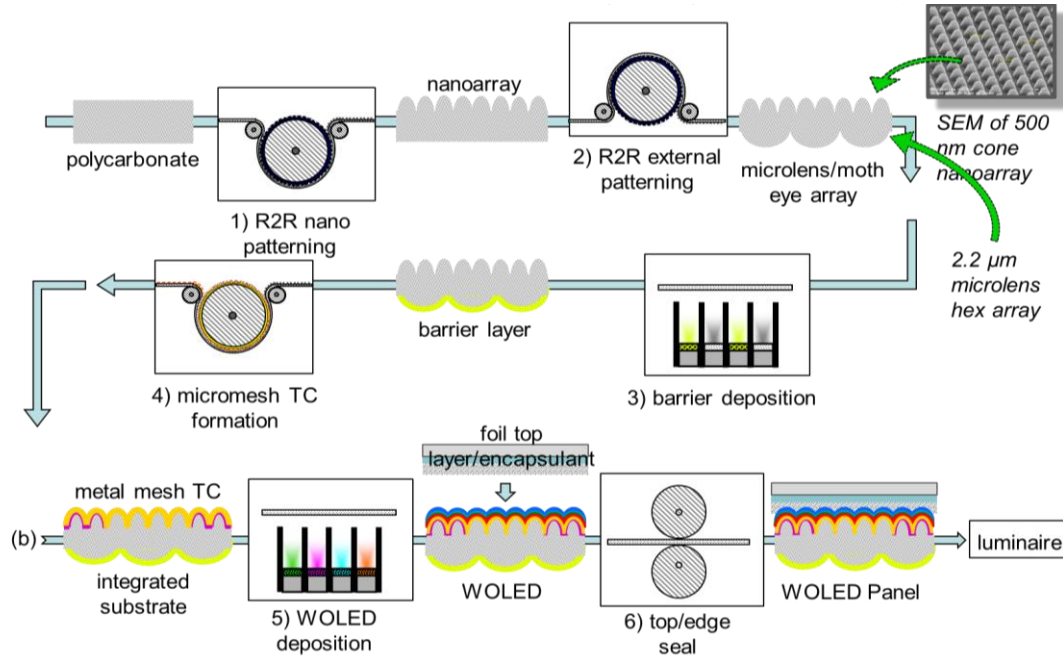 polycarbonate
1) R2R nano
patterning
nanoarray
2) R2R external
patterning
microlens/moth
eye array
SEM of 500
nm cone
nanoarray
2.2 µm
microlens
hex array
3) barrier deposition
barrier layer
4) micromesh TC
formation
(b)
metal mesh TC
integrated
substrate
5) WOLED
deposition
foil top
layer/encapsulant
WOLED
6) top/edge
seal
WOLED Panel
luminaire